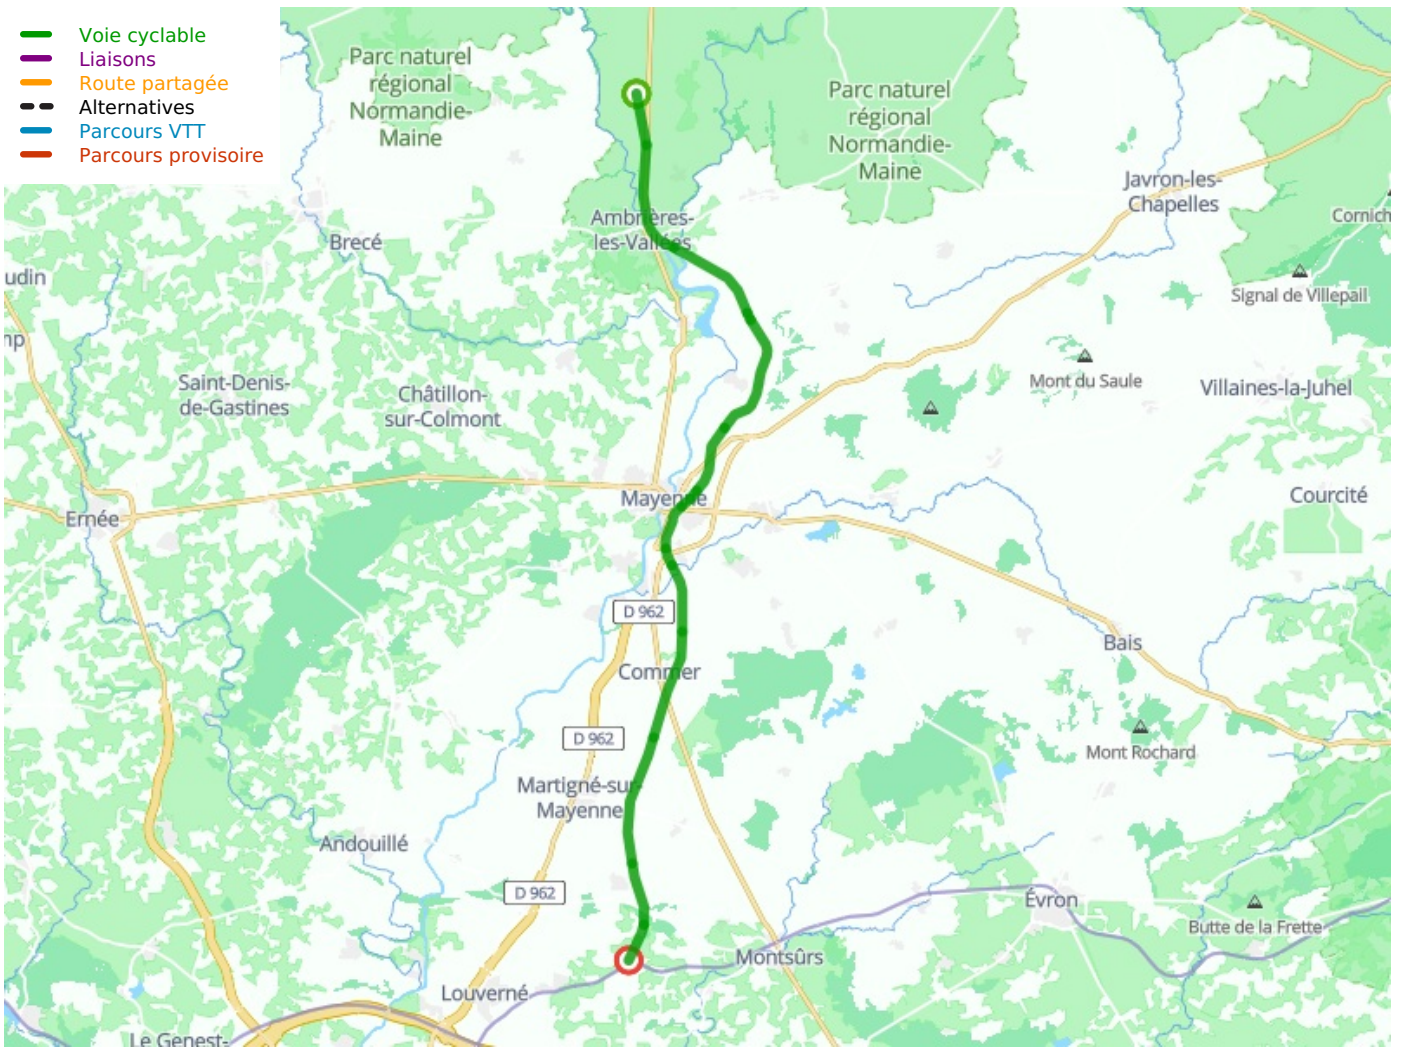 Voie cyclable
Liaisons
Route partagée
Alternatives
Parcours VTT
Parcours provisoire
Parc naturel
régional
Normandie-
Maine
Parc naturel
régional
Normandie-
Maine
Javron-les-
Chapelles
Cornich
Ambrières-
les-Vallées
Brecé
udin
Signal de Villepail
mp
Saint-Denis-
de-Gastines
Châtillon-
sur-Colmont
Mont du Saule
Villaines-la-Juhel
Mayenne
Courcité
Ernée
D 962
Bais
Commer
D 962
Mont Rochard
Martigné-sur-
Mayenne
Andouillé
D 962
Évron
Butte de la Frette
Montsûrs
Louverné
Le Genest-